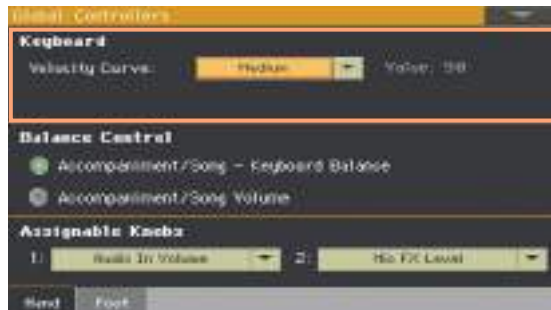 Global Controllers
Keyboard
Velocity Curve: Medium Value: 90
Balance Control
Accompaniment/Song - Keyboard Balance
Accompaniment/Song Volume
Assignable Knobs
1: Audio In Volume 2: Mic FX Level
Hand Foot